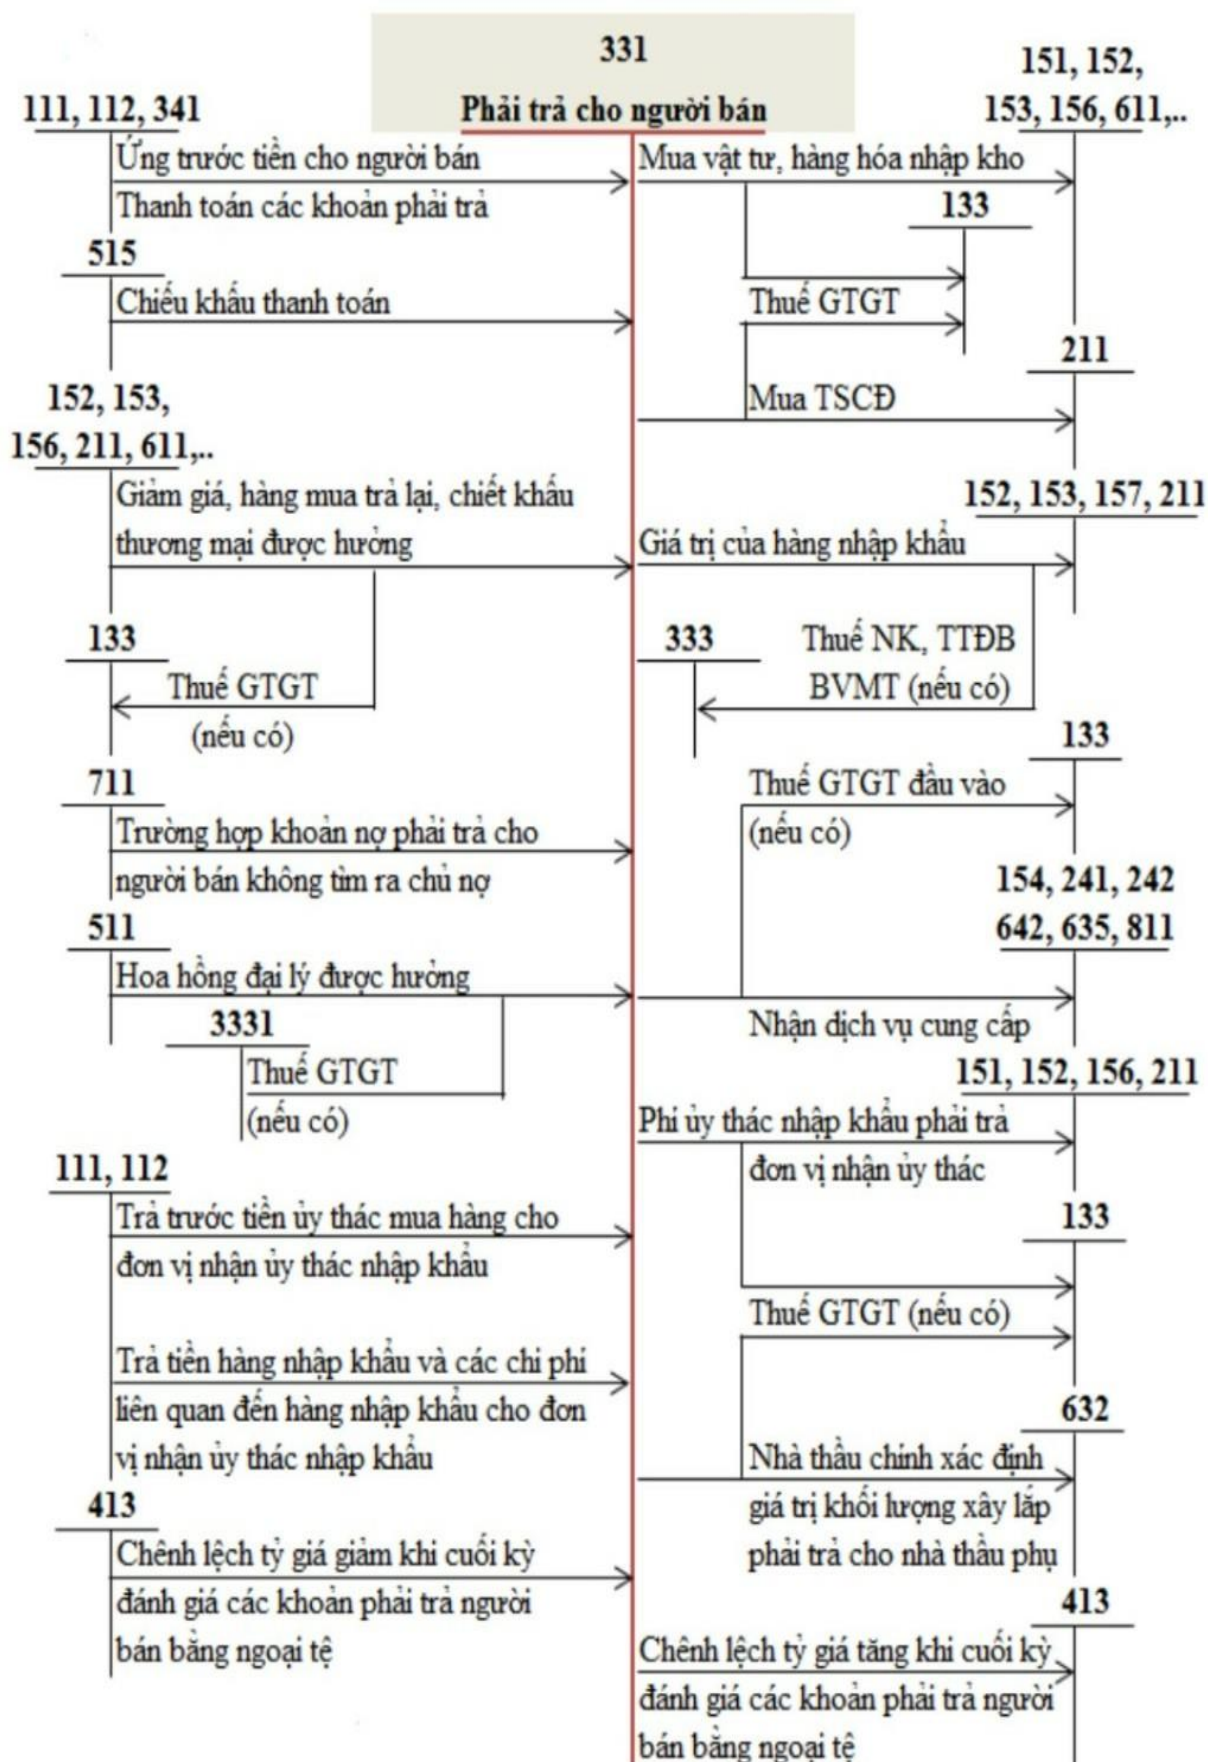 331
Phải trả cho người bán
111, 112, 341
Ứng trước tiền cho người bán
Thanh toán các khoản phải trả
515
Chiếu khấu thanh toán
152, 153,
156, 211, 611,..
Giảm giá, hàng mua trả lại, chiết khấu
thương mại được hưởng
133
Thuế GTGT
(nếu có)
711
Trường hợp khoản nợ phải trả cho
người bán không tìm ra chủ nợ
511
Hoa hồng đại lý được hưởng
3331
Thuế GTGT
(nếu có)
111, 112
Trả trước tiền ủy thác mua hàng cho
đơn vị nhận ủy thác nhập khẩu
Trả tiền hàng nhập khẩu và các chi phí
liên quan đến hàng nhập khẩu cho đơn
vị nhận ủy thác nhập khẩu
413
Chênh lệch tỷ giá giảm khi cuối kỳ
đánh giá các khoản phải trả người
bán bằng ngoại tệ
151, 152,
153, 156, 611,..
Mua vật tư, hàng hóa nhập kho
133
Thuế GTGT
211
Mua TSCĐ
152, 153, 157, 211
Giá trị của hàng nhập khẩu
333
Thuế NK, TTĐB
BVMT (nếu có)
133
Thuế GTGT đầu vào
(nếu có)
154, 241, 242
642, 635, 811
Nhận dịch vụ cung cấp
151, 152, 156, 211
Phí ủy thác nhập khẩu phải trả
đơn vị nhận ủy thác
133
Thuế GTGT (nếu có)
632
Nhà thầu chính xác định
giá trị khối lượng xây lắp
phải trả cho nhà thầu phụ
413
Chênh lệch tỷ giá tăng khi cuối kỳ
đánh giá các khoản phải trả người
bán bằng ngoại tệ